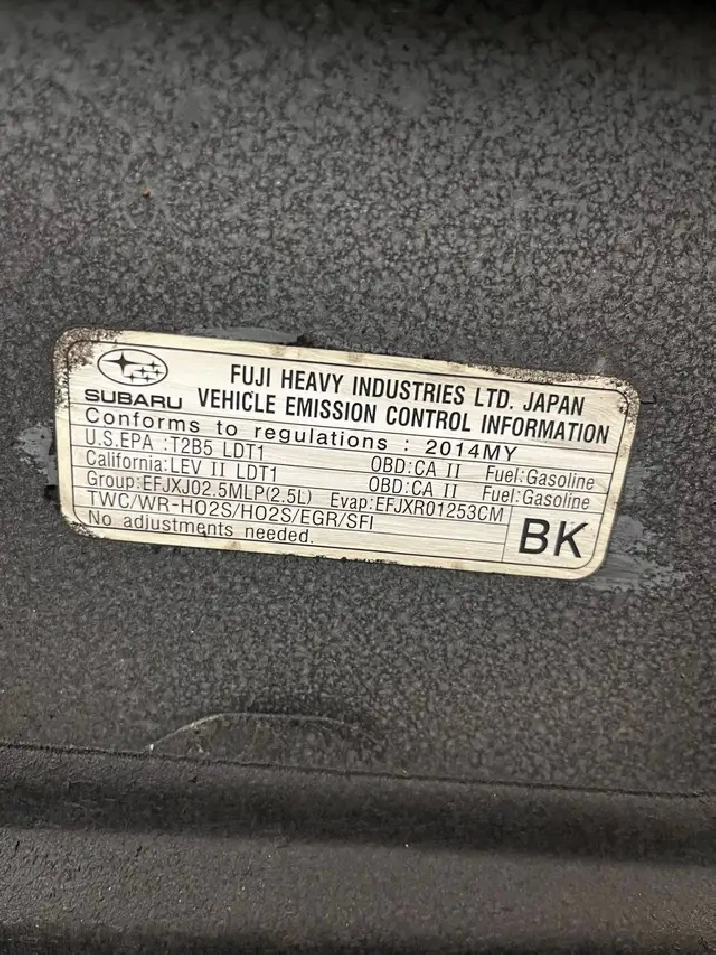 FUJI HEAVY INDUSTRIES LTD. JAPAN
SUBARU VEHICLE EMISSION CONTROL INFORMATION
Conforms to regulations : 2014MY
U.S.EPA :T2B5 LDT1 OBD:CA II Fuel:Gasoline
California:LEV II LDT1 OBD:CA II Fuel:Gasoline
Group:EFJXJ02.5MLP(2.5L) Evap:EFJXR01253CM
TWC/WR-HO2S/HO2S/EGR/SFI
No adjustments needed.
BK